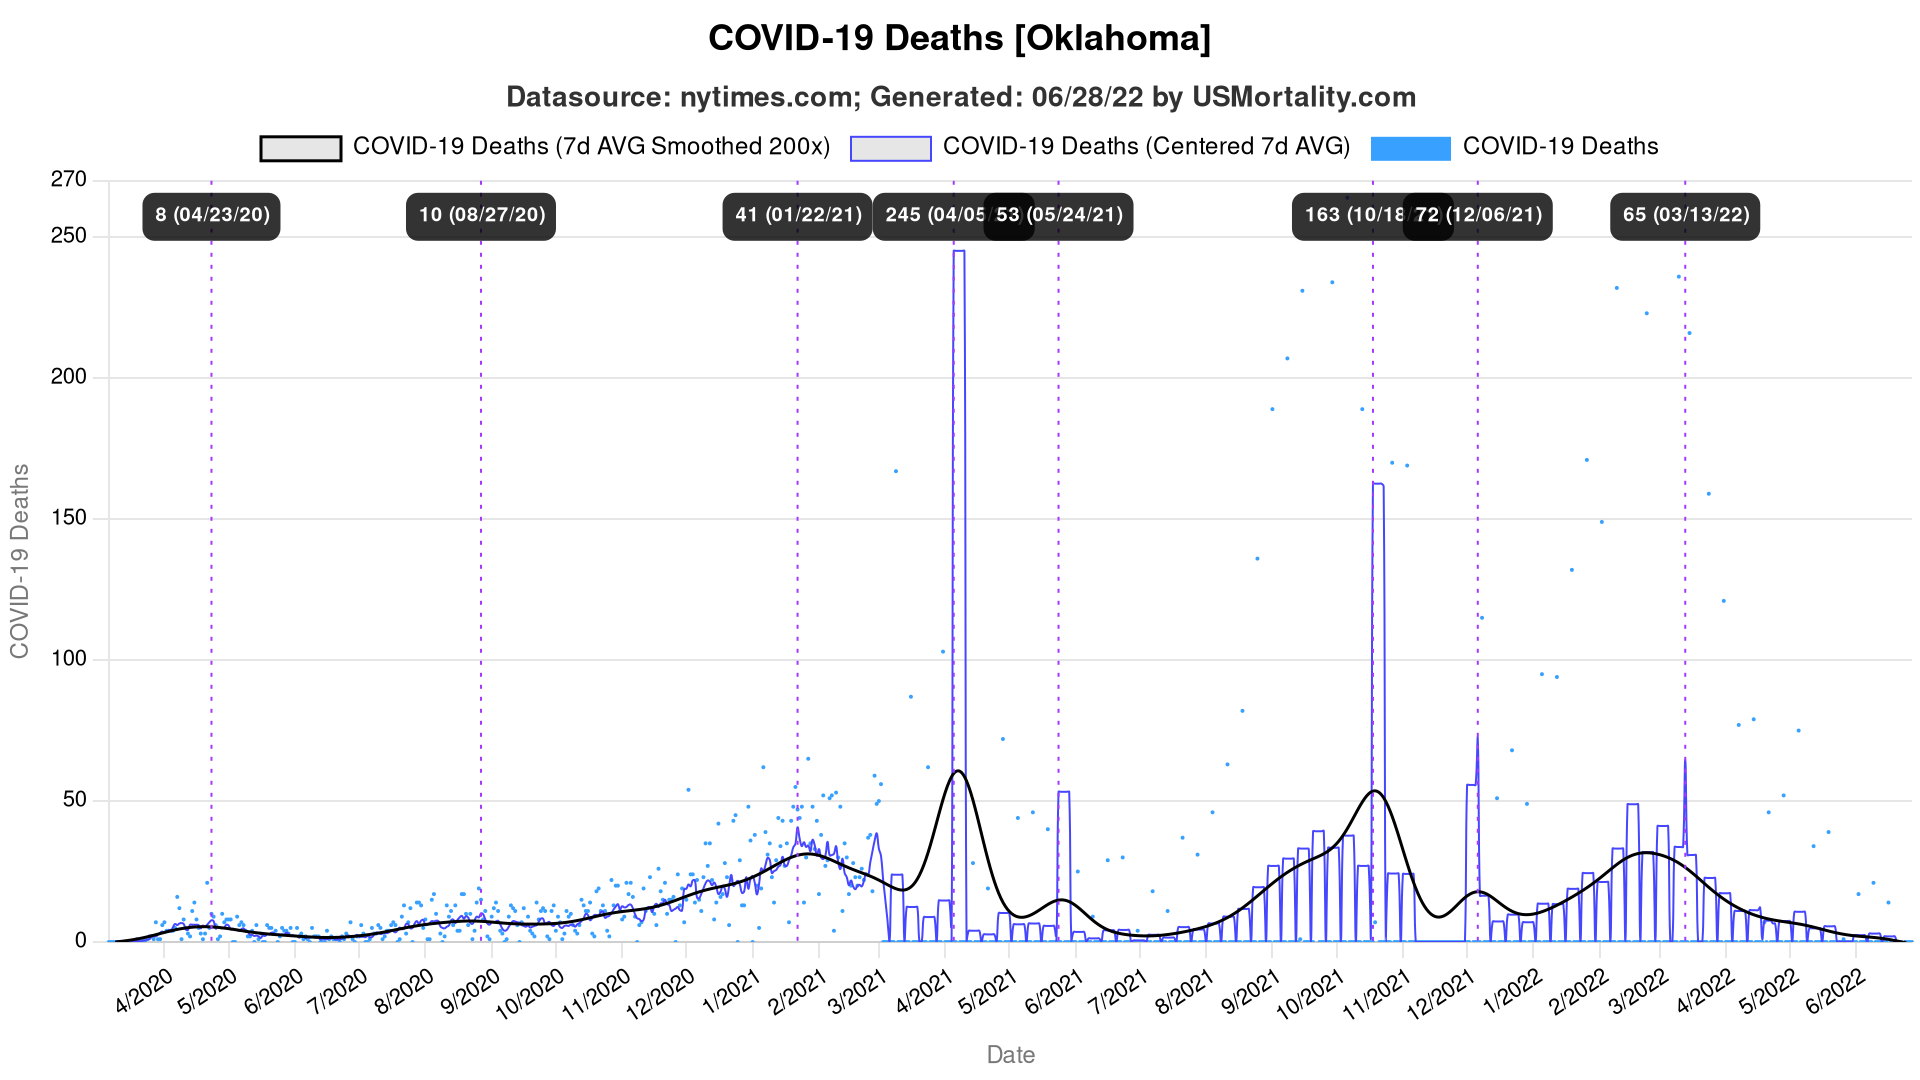 COVID-19 Deaths [Oklahoma]
Datasource: nytimes.com; Generated: 06/28/22 by USMortality.com
COVID-19 Deaths (7d AVG Smoothed 200x) COVID-19 Deaths (Centered 7d AVG) COVID-19 Deaths
270
8 (04/23/20) 10 (08/27/20) 41 (01/22/21) 245 (04/05/ 53 (05/24/21) 163 (10/18/ 72 (12/06/21) 65 (03/13/22)
250
200
150
100
50
0
COVID-19 Deaths
4/2020 5/2020 6/2020 7/2020 8/2020 9/2020 10/2020 11/2020 12/2020 1/2021 2/2021 3/2021 4/2021 5/2021 6/2021 7/2021 8/2021 9/2021 10/2021 11/2021 12/2021 1/2022 2/2022 3/2022 4/2022 5/2022 6/2022
Date